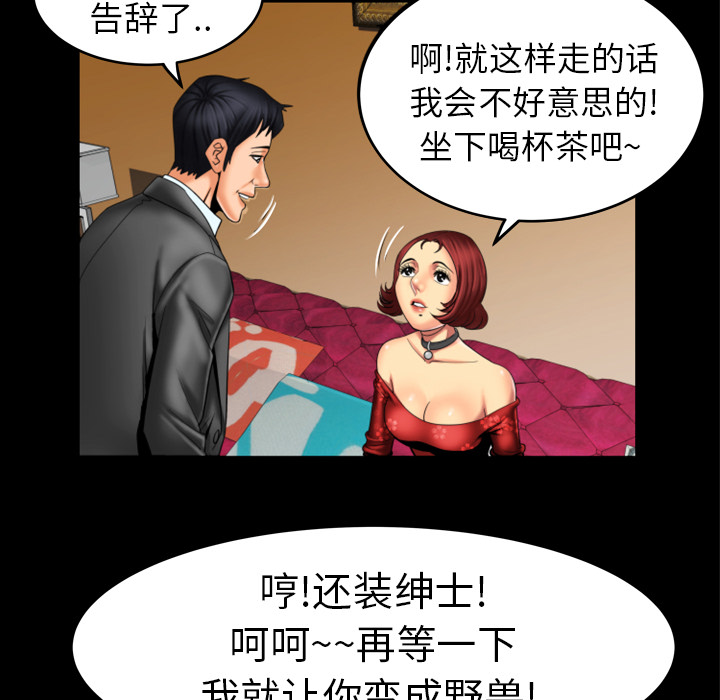 告辞了..
啊!就这样走的话
我会不好意思的!
坐下喝杯茶吧~
哼!还装绅士!
呵呵~~再等一下
我就让你变成野兽!